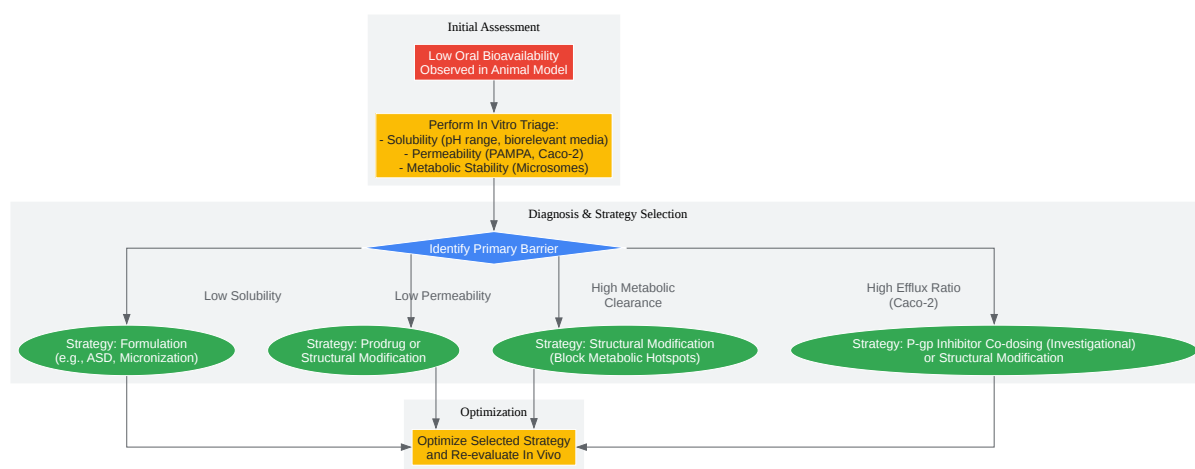 Initial Assessment
Low Oral Bioavailability
Observed in Animal Model
Perform In Vitro Triage:
- Solubility (pH range, biorelevant media)
- Permeability (PAMPA, Caco-2)
- Metabolic Stability (Microsomes)
Diagnosis & Strategy Selection
Identify Primary Barrier
Low Solubility
Low Permeability
High Metabolic
Clearance
High Efflux Ratio
(Caco-2)
Strategy: Formulation
(e.g., ASD, Micronization)
Strategy: Prodrug or
Structural Modification
Strategy: Structural Modification
(Block Metabolic Hotspots)
Strategy: P-gp Inhibitor Co-dosing (Investigational)
or Structural Modification
Optimization
Optimize Selected Strategy
and Re-evaluate In Vivo